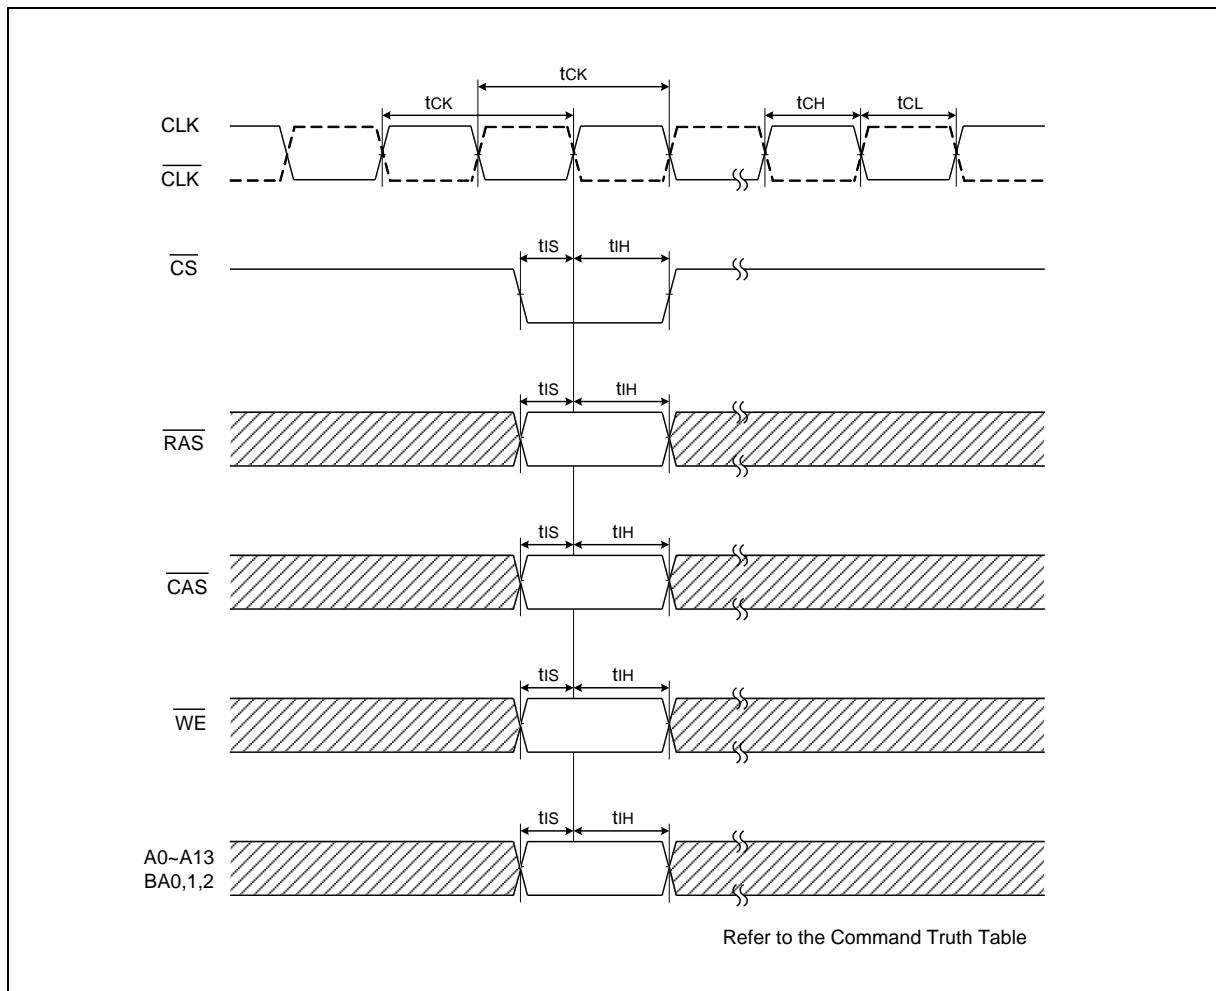 tCK
tCK tCH tCL
CLK
CLK
tIS tIH
CS
tIS tIH
RAS
tIS tIH
CAS
tIS tIH
WE
tIS tIH
A0~A13
BA0,1,2
Refer to the Command Truth Table